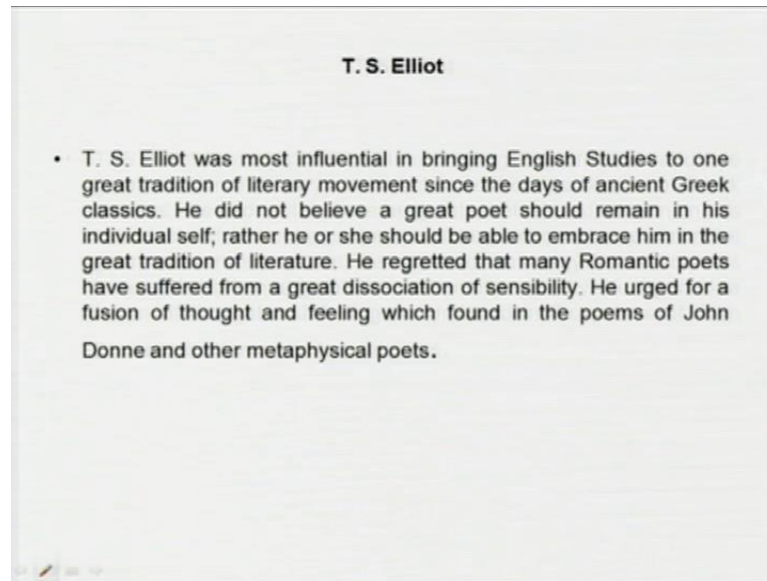 T. S. Elliot
• T. S. Elliot was most influential in bringing English Studies to one
great tradition of literary movement since the days of ancient Greek
classics. He did not believe a great poet should remain in his
individual self; rather he or she should be able to embrace him in the
great tradition of literature. He regretted that many Romantic poets
have suffered from a great dissociation of sensibility. He urged for a
fusion of thought and feeling which found in the poems of John
Donne and other metaphysical poets.